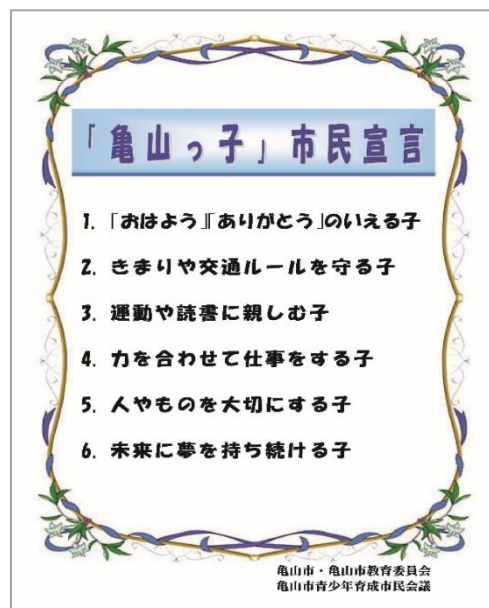 「亀山っ子」市民宣言
1. 「おはよう」「ありがとう」のいえる子
2. きまりや交通ルールを守る子
3. 運動や読書に親しむ子
4. 力を合わせて仕事をする子
5. 人やものを大切にする子
6. 未来に夢を持ち続ける子
亀山市・亀山市教育委員会
亀山市青少年育成市民会議